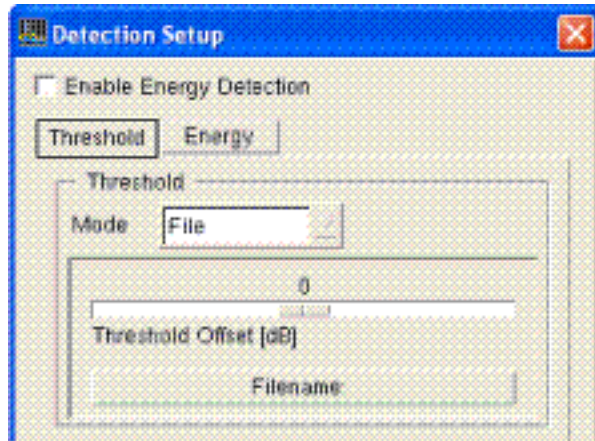 Detection Setup
Enable Energy Detection
Threshold Energy
Threshold
Mode File
0
Threshold Offset [dB]
Filename